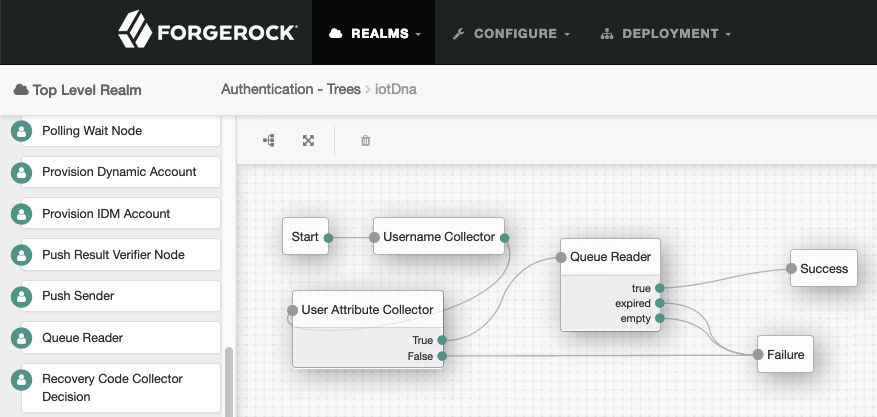 FORGEROCK
REALMS
CONFIGURE
DEPLOYMENT
Top Level Realm
Authentication - Trees > iotDna
Polling Wait Node
Provision Dynamic Account
Provision IDM Account
Push Result Verifier Node
Push Sender
Queue Reader
Recovery Code Collector
Decision
Start
Username Collector
User Attribute Collector
True
False
Queue Reader
true
expired
empty
Success
Failure